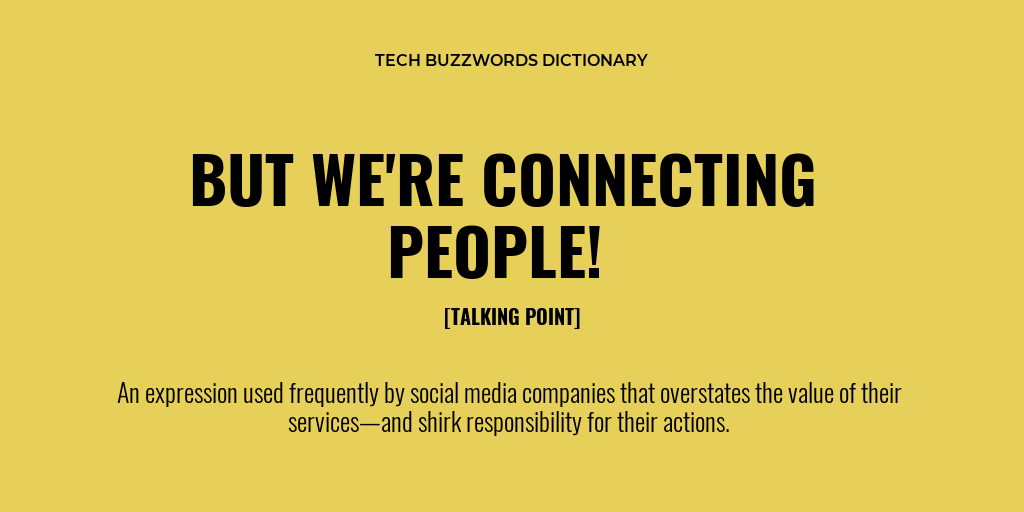 TECH BUZZWORDS DICTIONARY
BUT WE'RE CONNECTING
PEOPLE!
[TALKING POINT]
An expression used frequently by social media companies that overstates the value of their
services—and shirk responsibility for their actions.